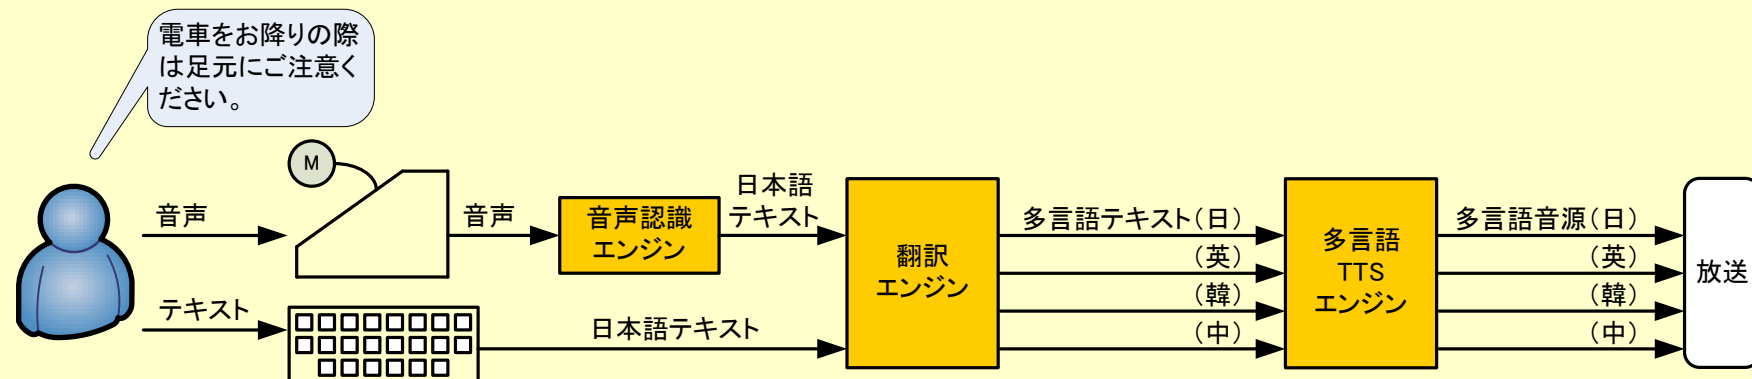 電車をお降りの際
は足元にご注意く
ださい。
M
音声
音声
音声認識
エンジン
日本語
テキスト
テキスト
日本語テキスト
翻訳
エンジン
多言語テキスト（日）
（英）
（韓）
（中）
多言語
TTS
エンジン
多言語音源（日）
（英）
（韓）
（中）
放送